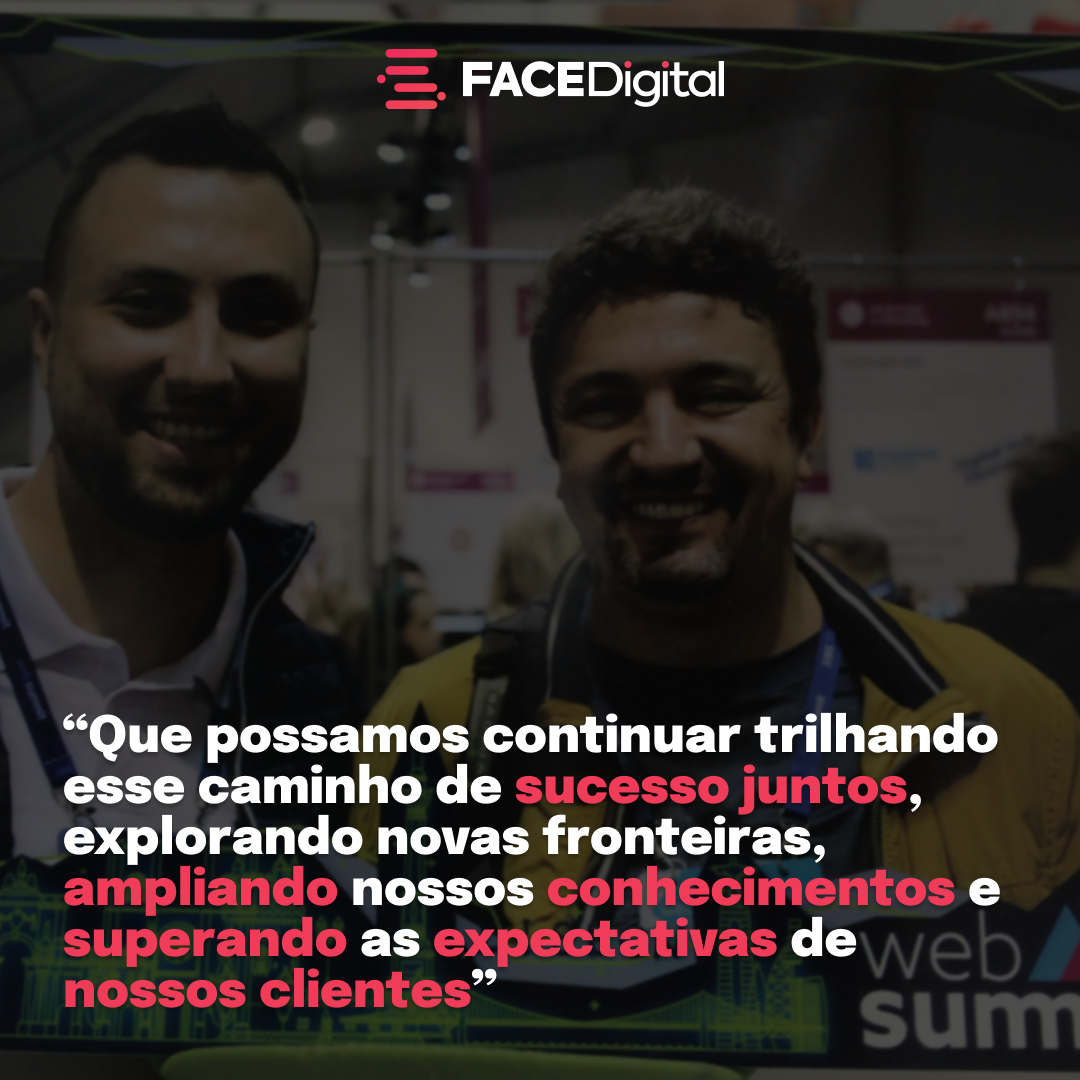 FACEDigital
“Que possamos continuar trilhando
esse caminho de sucesso juntos,
explorando novas fronteiras,
ampliando nossos conhecimentos e
superando as expectativas de
nossos clientes”
web
summ